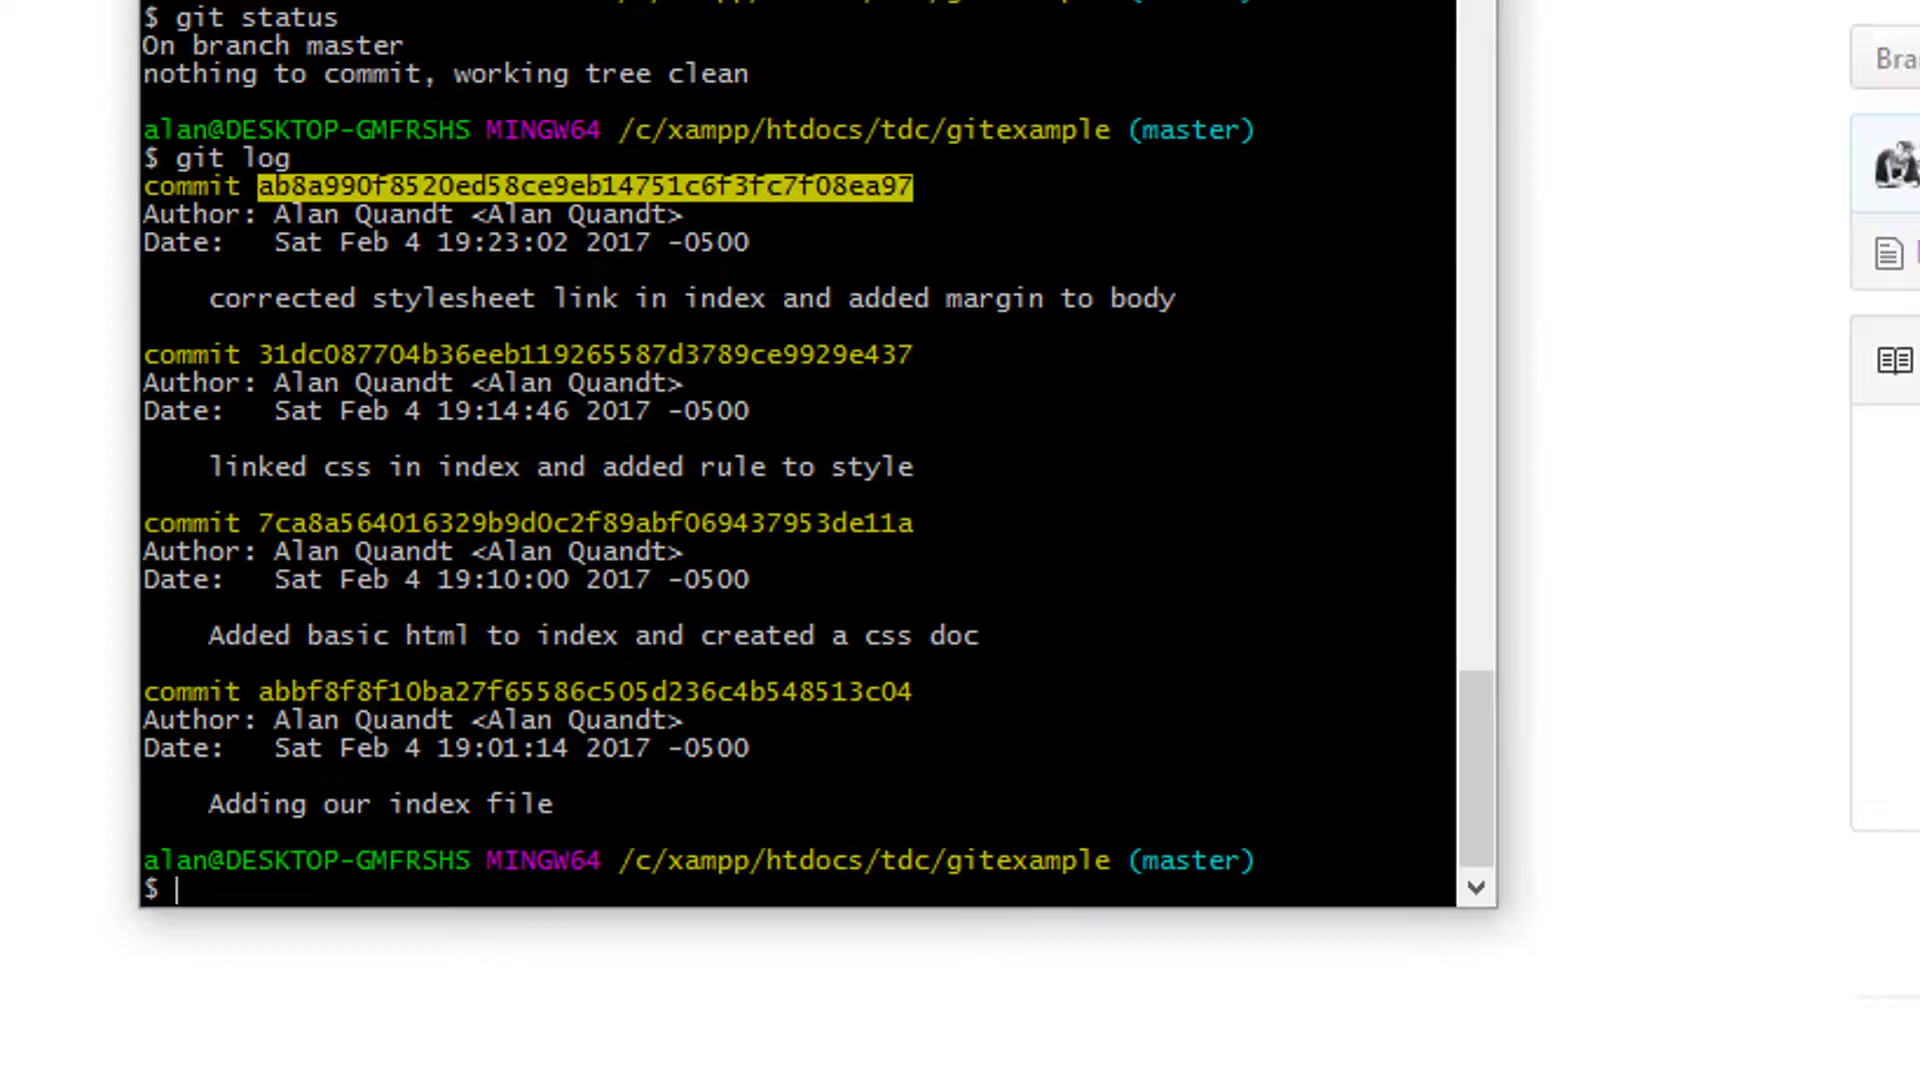 $ git status
On branch master
nothing to commit, working tree clean
alan@DESKTOP-GMFRSHS MINGW64 /c/xampp/htdocs/tdc/gitexample (master)
$ git log
commit ab8a990f8520ed58ce9eb14751c6f3fc7f08ea97
Author: Alan Quandt <Alan Quandt>
Date:   Sat Feb 4 19:23:02 2017 -0500
corrected stylesheet link in index and added margin to body
commit 31dc087704b36eeb119265587d3789ce9929e437
Author: Alan Quandt <Alan Quandt>
Date:   Sat Feb 4 19:14:46 2017 -0500
linked css in index and added rule to style
commit 7ca8a564016329b9d0c2f89abf069437953de11a
Author: Alan Quandt <Alan Quandt>
Date:   Sat Feb 4 19:10:00 2017 -0500
Added basic html to index and created a css doc
commit abbf8f8f10ba27f65586c505d236c4b548513c04
Author: Alan Quandt <Alan Quandt>
Date:   Sat Feb 4 19:01:14 2017 -0500
Adding our index file
alan@DESKTOP-GMFRSHS MINGW64 /c/xampp/htdocs/tdc/gitexample (master)
$
Bra